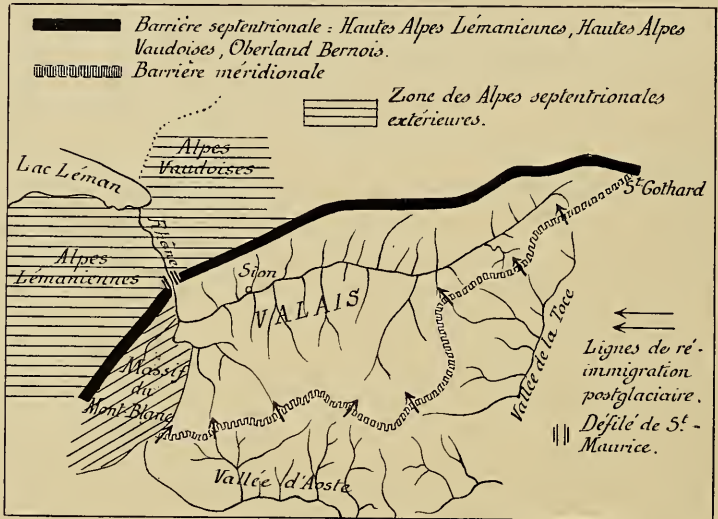 Barrière septentrionale : Hautes Alpes Lémaniennes, Hautes Alpes
Vaudoises, Oberland Bernois.
Barrière méridionale
Zone des Alpes septentrionales
extérieures.
Alpes
Vaudoises
Lac Léman
St Gothard
Rhône
Alpes
Lémaniennes
Sion
VALAIS
Massif
du
Mont-Blanc
Vallée d'Aoste
Vallée de la Toce
Lignes de ré-
immigration
postglaciaire.
Défilé de St-
Maurice.